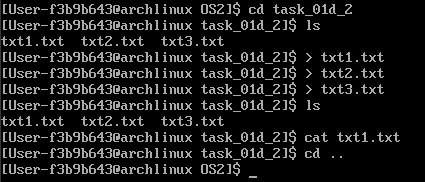 [User-f3b9b643@archlinux OS2]$ cd task_01d_2
[User-f3b9b643@archlinux task_01d_2]$ ls
txt1.txt  txt2.txt  txt3.txt
[User-f3b9b643@archlinux task_01d_2]$ > txt1.txt
[User-f3b9b643@archlinux task_01d_2]$ > txt2.txt
[User-f3b9b643@archlinux task_01d_2]$ > txt3.txt
[User-f3b9b643@archlinux task_01d_2]$ ls
txt1.txt  txt2.txt  txt3.txt
[User-f3b9b643@archlinux task_01d_2]$ cat txt1.txt
[User-f3b9b643@archlinux task_01d_2]$ cd ..
[User-f3b9b643@archlinux OS2]$ _